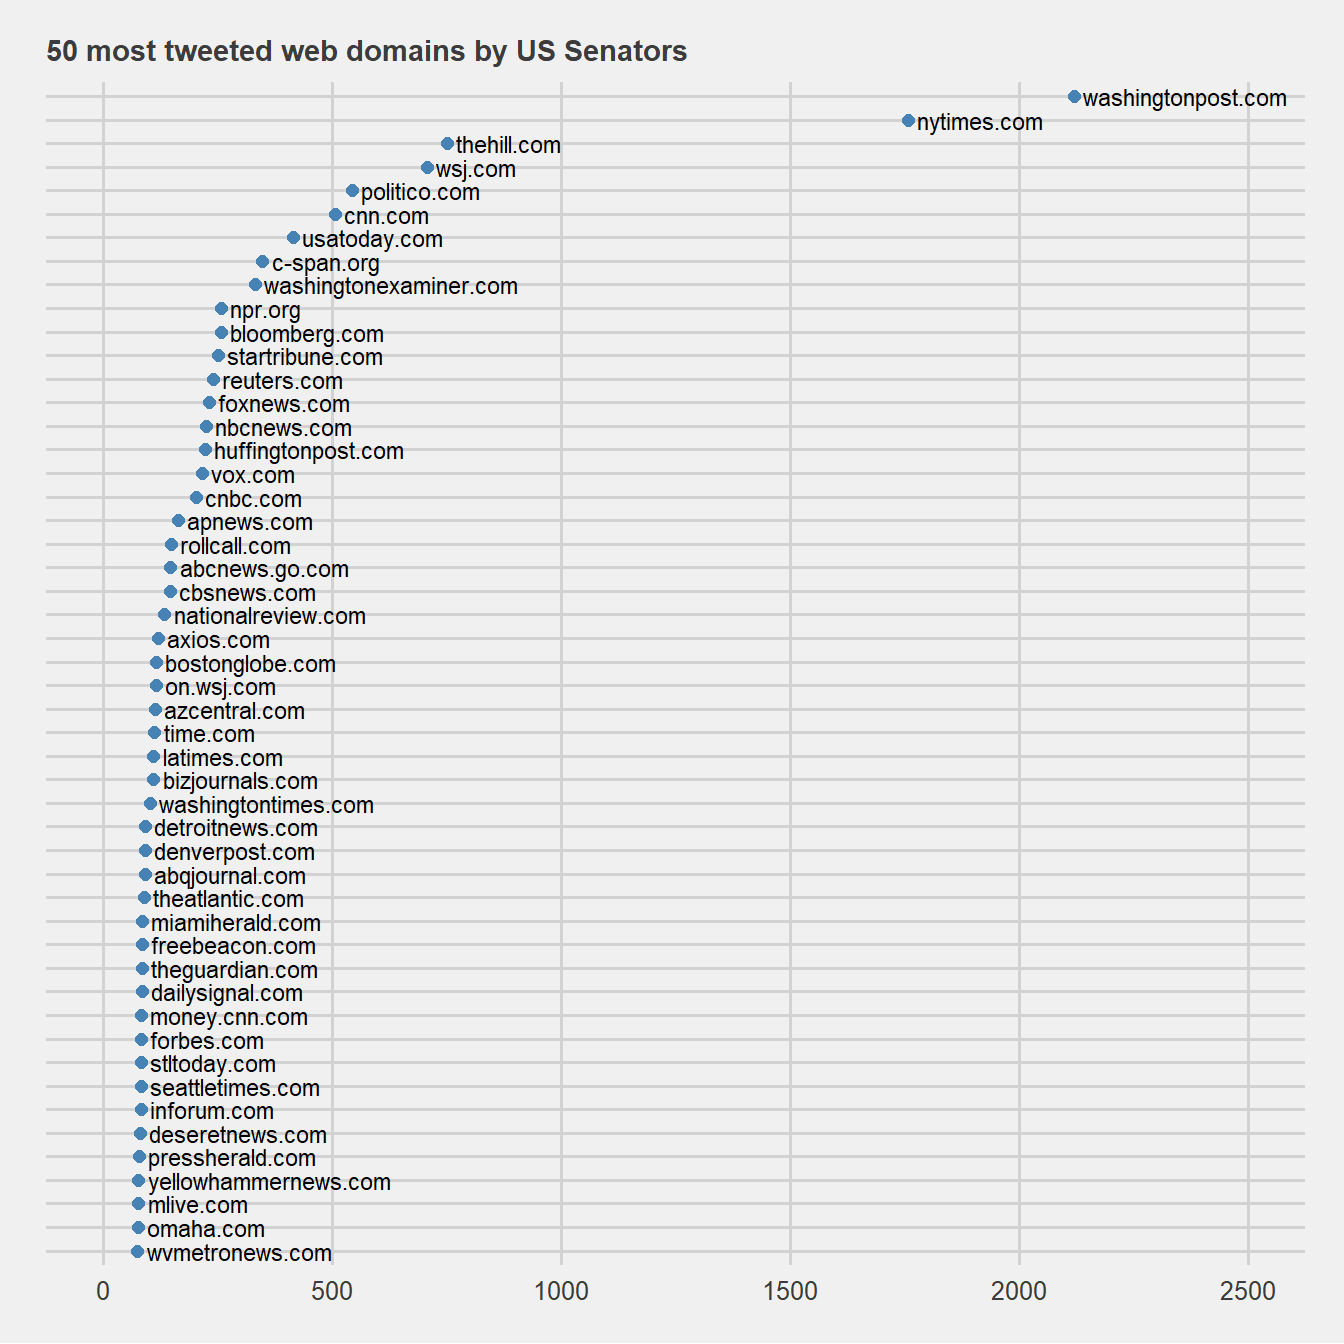 50 most tweeted web domains by US Senators
washingtonpost.com
nytimes.com
thehill.com
wsj.com
politico.com
cnn.com
usatoday.com
c-span.org
washingtonexaminer.com
npr.org
bloomberg.com
startribune.com
reuters.com
foxnews.com
nbcnews.com
huffingtonpost.com
vox.com
cnbc.com
apnews.com
rollcall.com
abcnews.go.com
cbsnews.com
nationalreview.com
axios.com
bostonglobe.com
on.wsj.com
azcentral.com
time.com
latimes.com
bizjournals.com
washingtontimes.com
detroitnews.com
denverpost.com
abqjournal.com
theatlantic.com
miamiherald.com
freebeacon.com
theguardian.com
dailysignal.com
money.cnn.com
forbes.com
stltoday.com
seattletimes.com
inforum.com
deseretnews.com
pressherald.com
yellowhammernews.com
mlive.com
omaha.com
wvmetronews.com
0 500 1000 1500 2000 2500